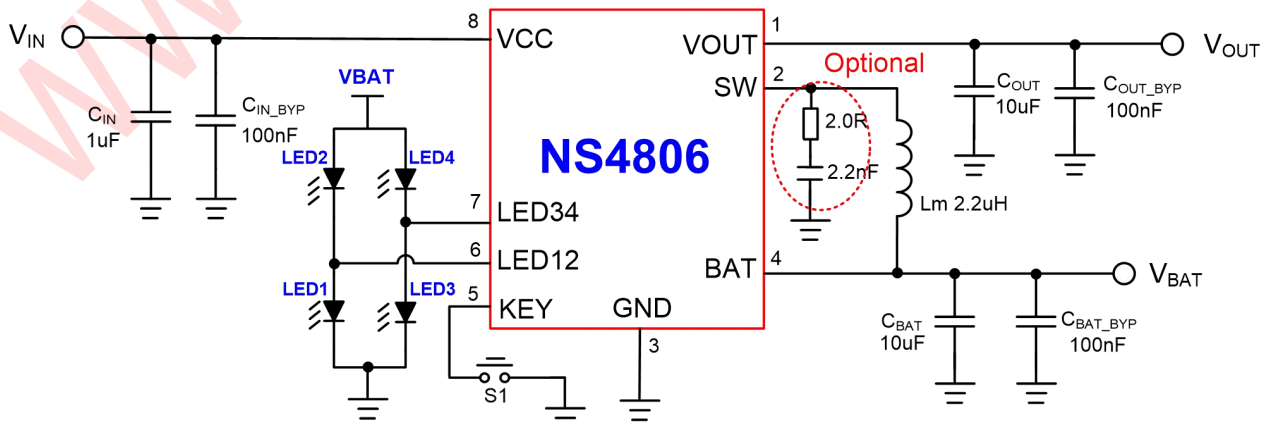 VIN
8
VCC
CIN
1uF
CIN_BYP
100nF
VBAT
LED2
LED4
LED1
LED3
7
LED34
6
LED12
5
KEY
S1
NS4806
GND
3
1
VOUT
2
SW
Optional
2.0R
2.2nF
Lm 2.2uH
4
BAT
COUT
10uF
COUT_BYP
100nF
VOUT
VBAT
CBAT
10uF
CBAT_BYP
100nF